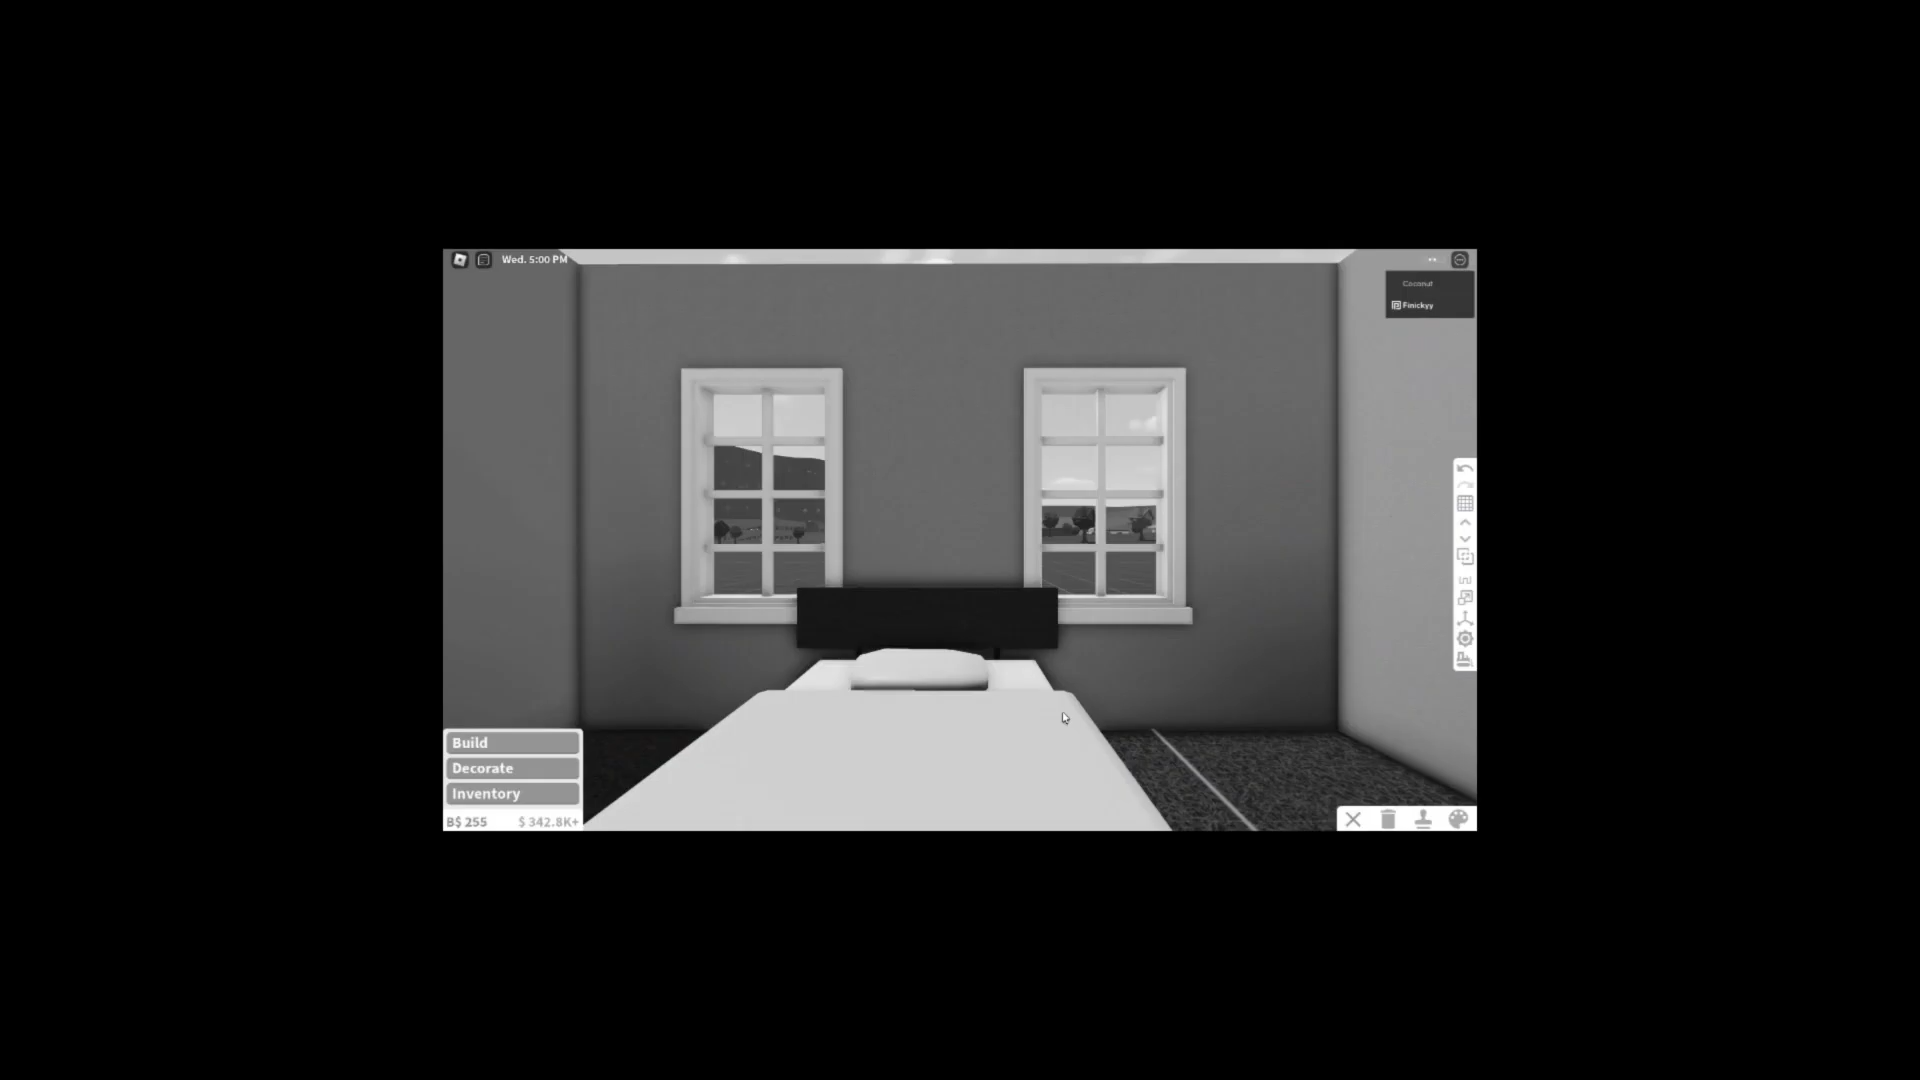 Wed. 5:00 PM
Coconut
Finickyy
Build
Decorate
Inventory
B$ 255 $ 342.8K+